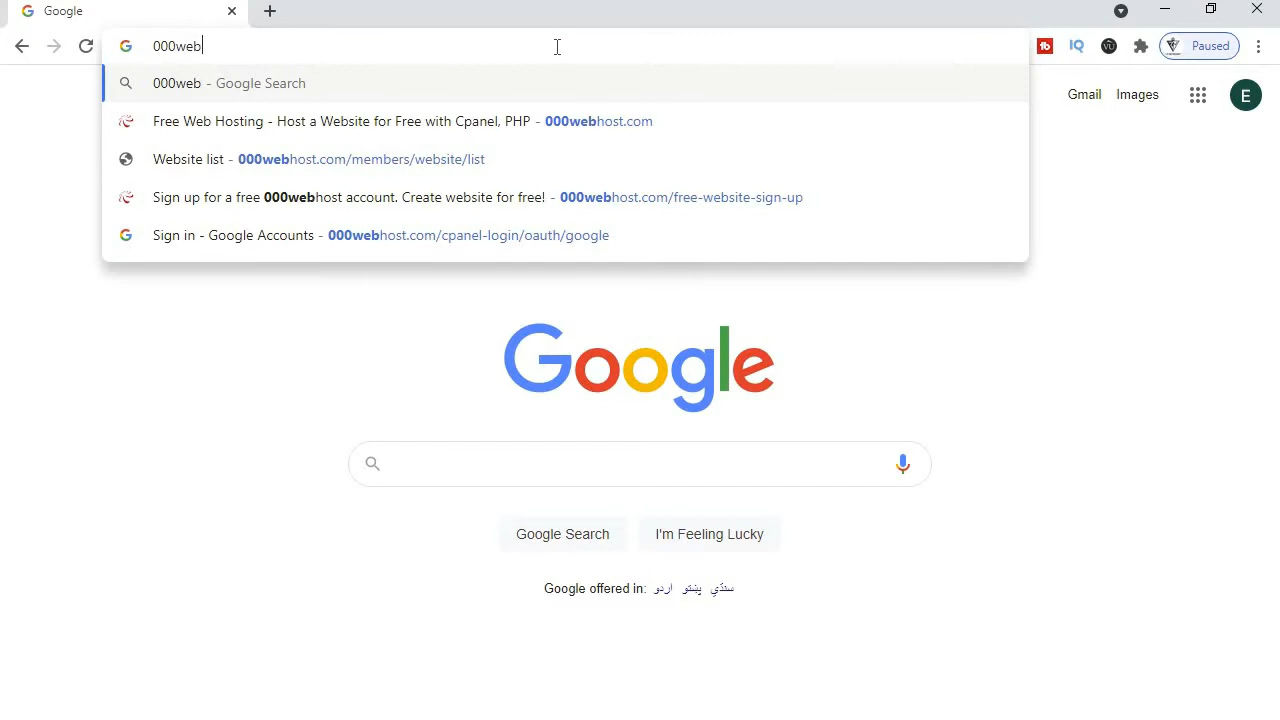 Google
000web
Paused
000web - Google Search
Free Web Hosting - Host a Website for Free with Cpanel, PHP - 000webhost.com
Website list - 000webhost.com/members/website/list
Sign up for a free 000webhost account. Create website for free! - 000webhost.com/free-website-sign-up
Sign in - Google Accounts - 000webhost.com/cpanel-login/oauth/google
Gmail Images
E
Google
Google Search I'm Feeling Lucky
Google offered in: اردو پښتو سنڌي